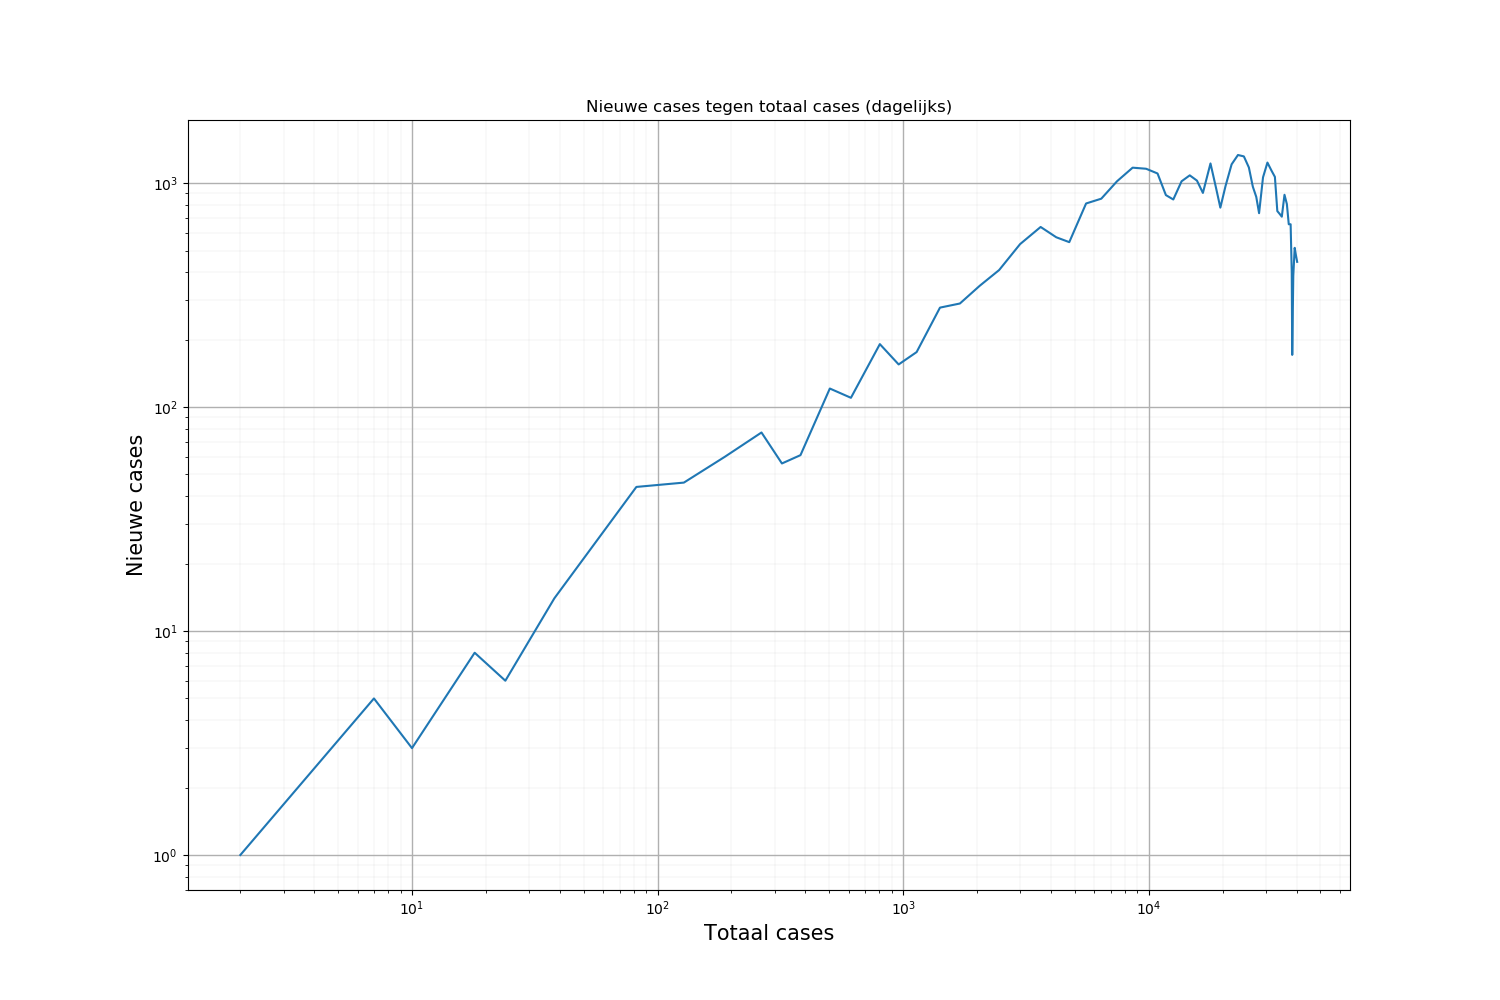 Nieuwe cases tegen totaal cases (dagelijks)
10³
10²
10¹
10⁰
Nieuwe cases
10¹ 10² 10³ 10⁴
Totaal cases